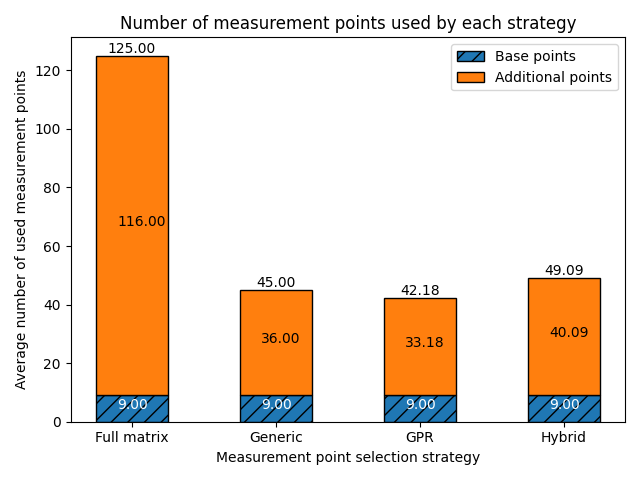 Number of measurement points used by each strategy
125.00
Base points
Additional points
120
100
80
60
40
20
0
Average number of used measurement points
116.00
45.00
42.18
49.09
36.00
33.18
40.09
9.00
9.00
9.00
9.00
Full matrix
Generic
GPR
Hybrid
Measurement point selection strategy